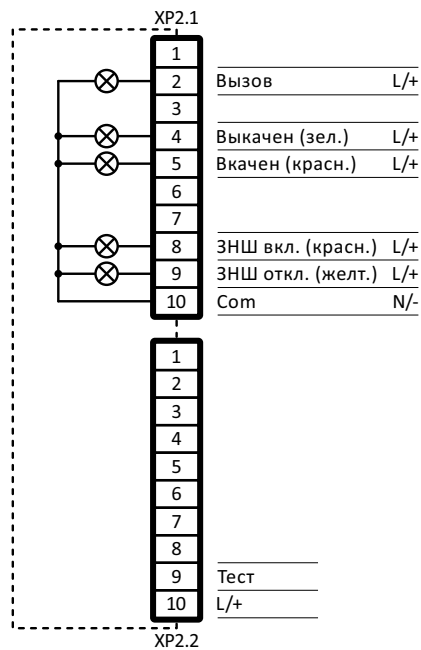 XP2.1
1
2 Вызов L/+
3
4 Выкачен (зел.) L/+
5 Вкачен (красн.) L/+
6
7
8 ЗНШ вкл. (красн.) L/+
9 ЗНШ откл. (желт.) L/+
10 Com N/-
1
2
3
4
5
6
7
8
9 Тест
10 L/+
XP2.2